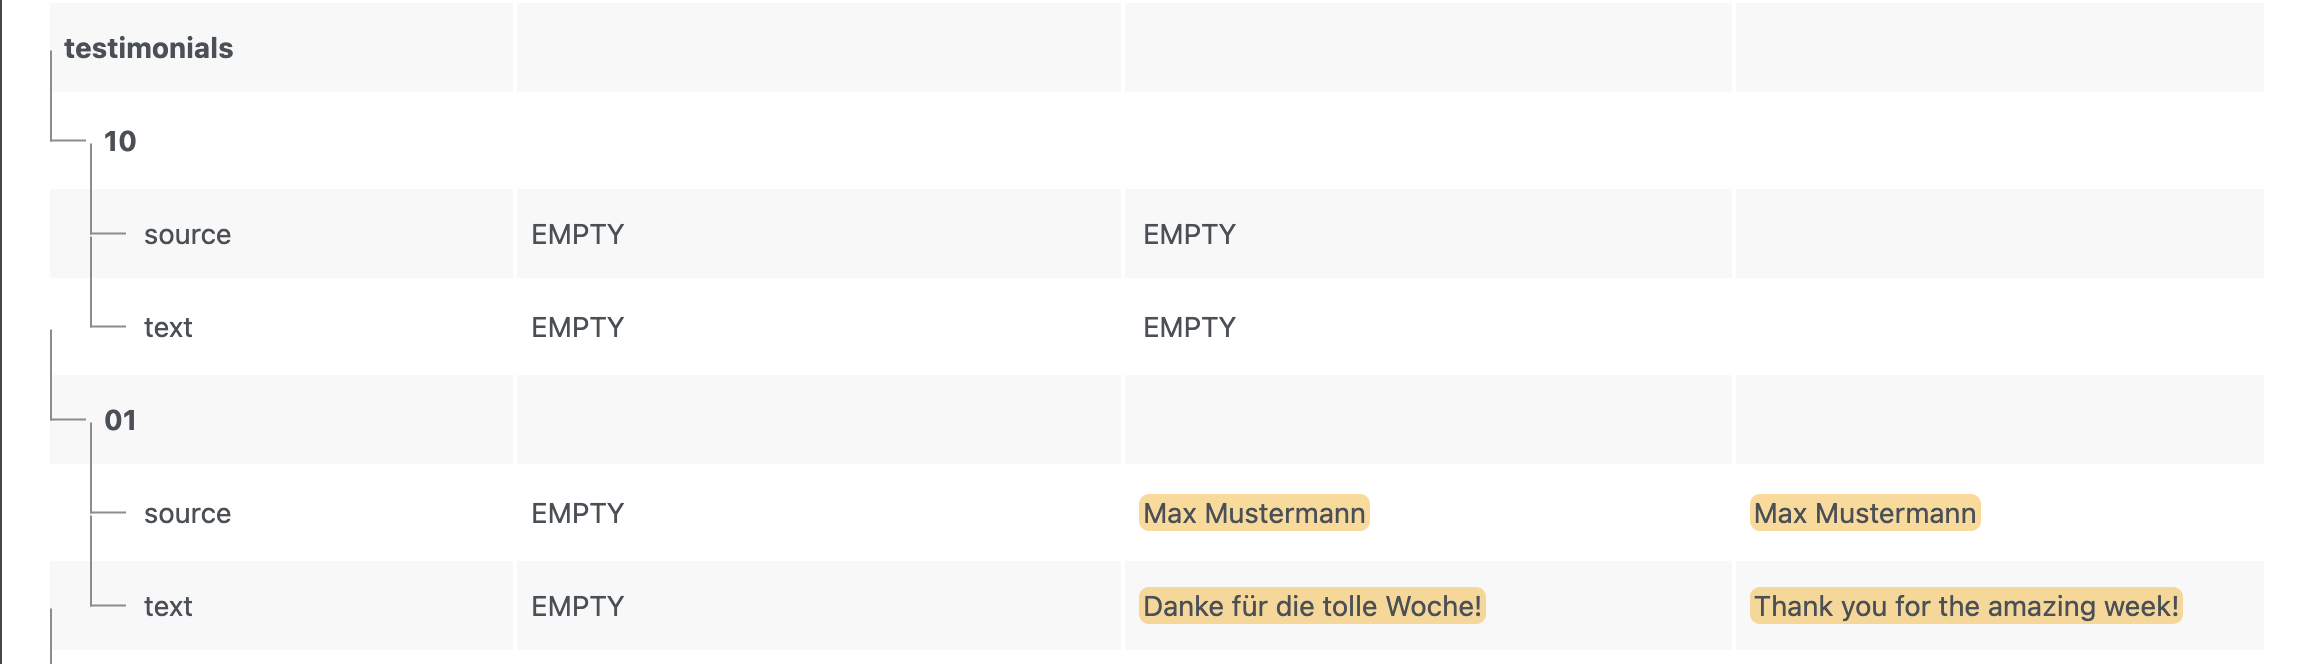 testimonials
10
source EMPTY EMPTY
text EMPTY EMPTY
01
source EMPTY Max Mustermann Max Mustermann
text EMPTY Danke für die tolle Woche! Thank you for the amazing week!